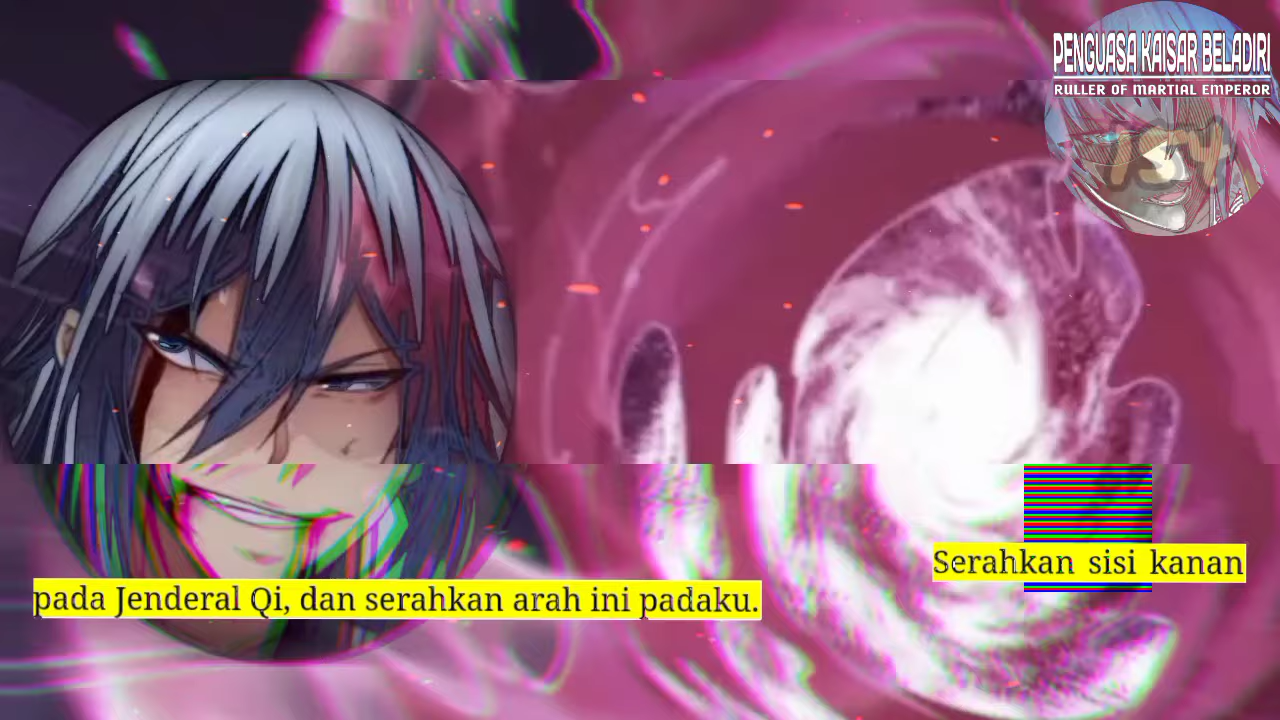 PENGUASA KAISAR BELADIRI
RULLER OF MARTIAL EMPEROR
Serahkan sisi kanan
pada Jenderal Qi, dan serahkan arah ini padaku.